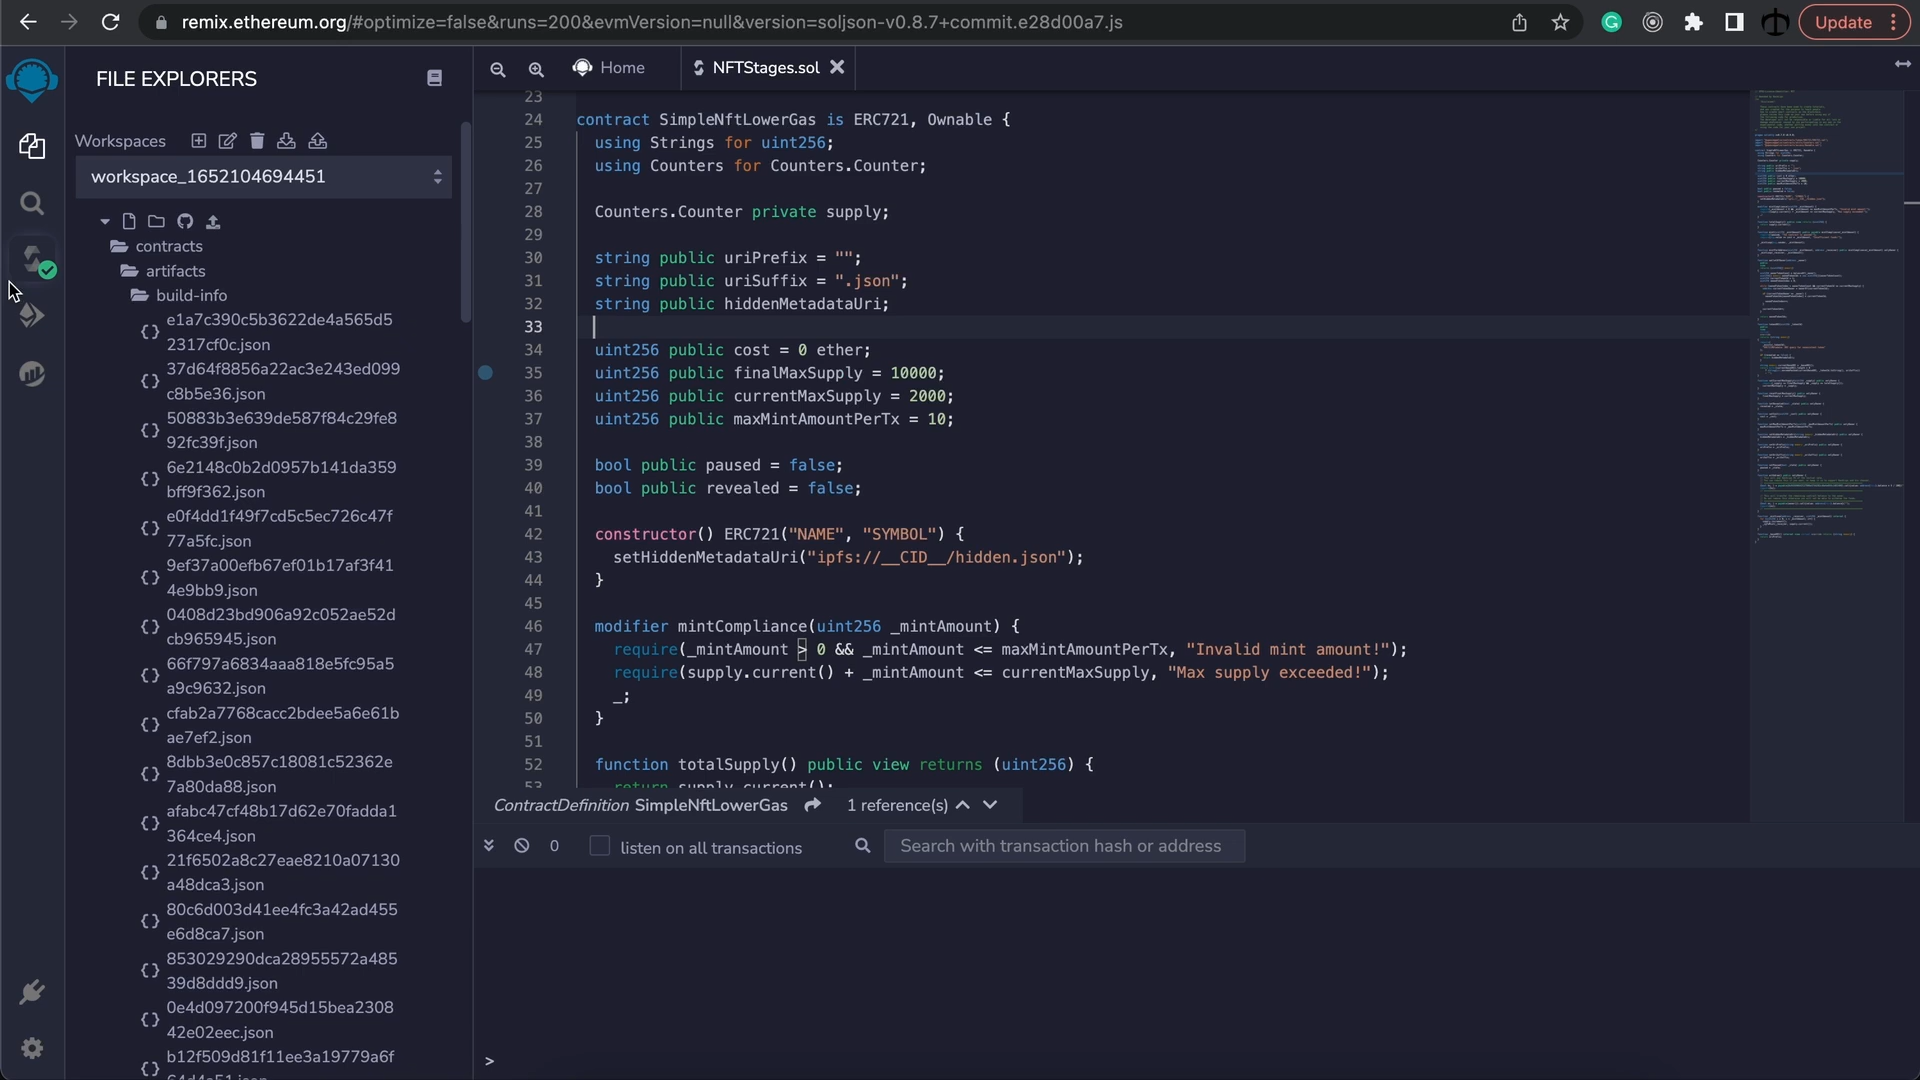 remix.ethereum.org/#optimize=false&runs=200&evmVersion=null&version=soljson-v0.8.7+commit.e28d00a7.js
Update
FILE EXPLORERS
Home
NFTStages.sol
Workspaces
workspace_1652104694451
contracts
artifacts
build-info
e1a7c390c5b3622de4a565d5
2317cf0c.json
37d64f8856a22ac3e243ed099
c8b5e36.json
50883b3e639de587f84c29fe8
92fc39f.json
6e2148c0b2d0957b141da359
bff9f362.json
e0f4dd1f49f7cd5c5ec726c47f
77a5fc.json
9ef37a00efb67ef01b17af3f41
4e9bb9.json
0408d23bd906a92c052ae52d
cb965945.json
66f797a6834aaa818e5fc95a5
a9c9632.json
cfab2a7768cacc2bdee5a6e61b
ae7ef2.json
8dbb3e0c857c18081c52362e
7a80da88.json
afabc47cf48b17d62e70fadda1
364ce4.json
21f6502a8c27eae8210a07130
a48dca3.json
80c6d003d41ee4fc3a42ad455
e6d8ca7.json
853029290dca28955572a485
39d8ddd9.json
0e4d097200f945d15bea2308
42e02eec.json
b12f509d81f11ee3a19779a6f
64d4a51.json
23
24 contract SimpleNftLowerGas is ERC721, Ownable {
25 using Strings for uint256;
26 using Counters for Counters.Counter;
27
28 Counters.Counter private supply;
29
30 string public uriPrefix = "";
31 string public uriSuffix = ".json";
32 string public hiddenMetadataUri;
33
34 uint256 public cost = 0 ether;
35 uint256 public finalMaxSupply = 10000;
36 uint256 public currentMaxSupply = 2000;
37 uint256 public maxMintAmountPerTx = 10;
38
39 bool public paused = false;
40 bool public revealed = false;
41
42 constructor() ERC721("NAME", "SYMBOL") {
43 setHiddenMetadataUri("ipfs://__CID__/hidden.json");
44 }
45
46 modifier mintCompliance(uint256 _mintAmount) {
47 require(_mintAmount > 0 && _mintAmount <= maxMintAmountPerTx, "Invalid mint amount!");
48 require(supply.current() + _mintAmount <= currentMaxSupply, "Max supply exceeded!");
49 _;
50 }
51
52 function totalSupply() public view returns (uint256) {
53 return supply.current();
ContractDefinition SimpleNftLowerGas 1 reference(s)
0 listen on all transactions Search with transaction hash or address
>